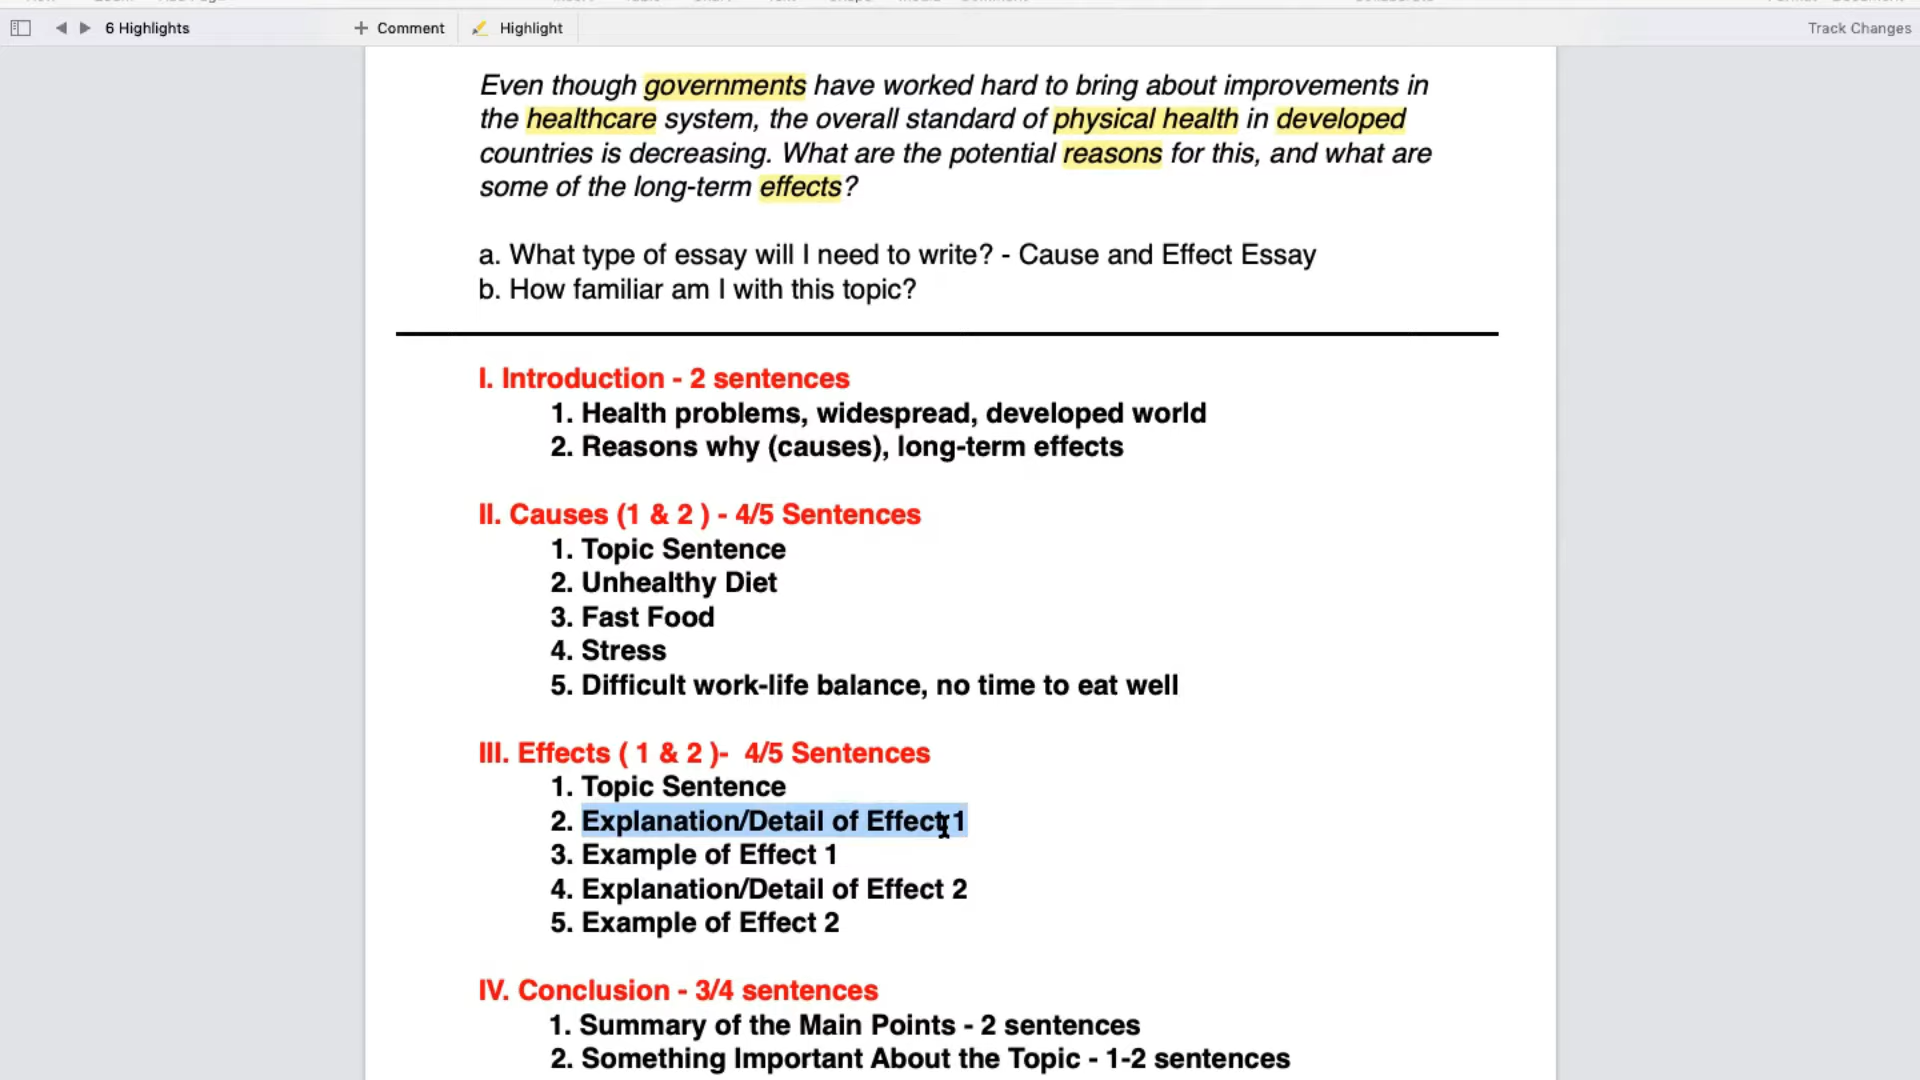 6 Highlights
+ Comment
Highlight
Track Changes
Even though governments have worked hard to bring about improvements in
the healthcare system, the overall standard of physical health in developed
countries is decreasing. What are the potential reasons for this, and what are
some of the long-term effects?
a. What type of essay will I need to write? - Cause and Effect Essay
b. How familiar am I with this topic?
I. Introduction - 2 sentences
1. Health problems, widespread, developed world
2. Reasons why (causes), long-term effects
II. Causes (1 & 2 ) - 4/5 Sentences
1. Topic Sentence
2. Unhealthy Diet
3. Fast Food
4. Stress
5. Difficult work-life balance, no time to eat well
III. Effects ( 1 & 2 )-  4/5 Sentences
1. Topic Sentence
2. Explanation/Detail of Effect 1
3. Example of Effect 1
4. Explanation/Detail of Effect 2
5. Example of Effect 2
IV. Conclusion - 3/4 sentences
1. Summary of the Main Points - 2 sentences
2. Something Important About the Topic - 1-2 sentences